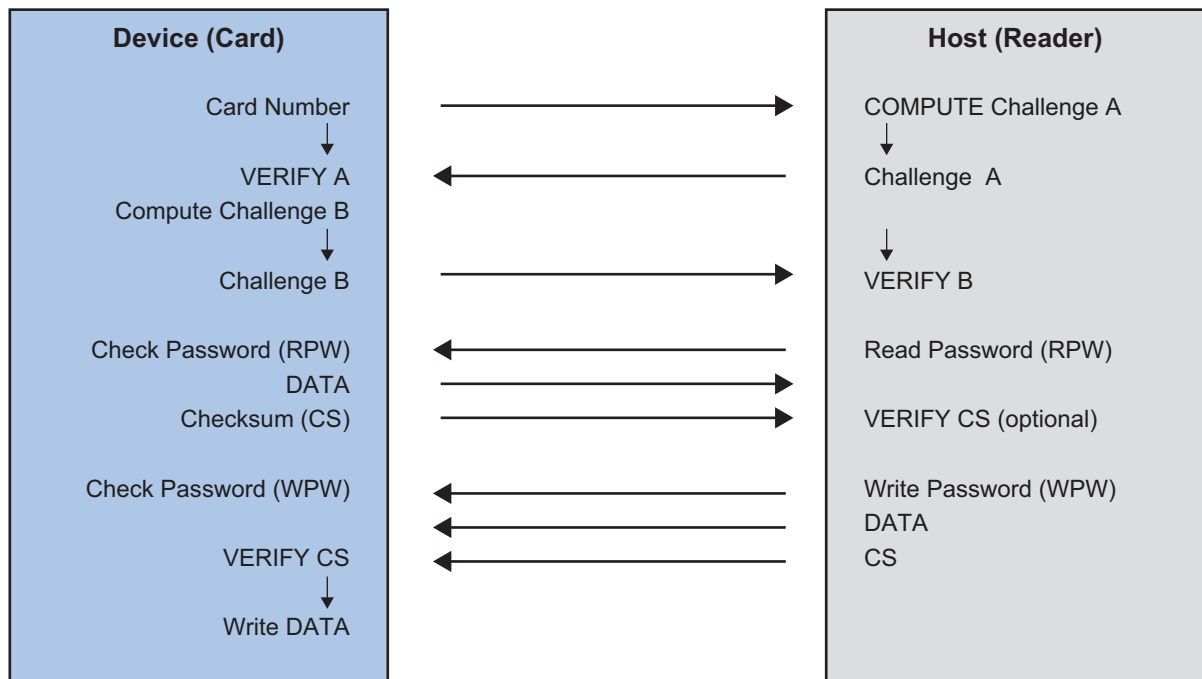 Device (Card)
Host (Reader)
Card Number
COMPUTE Challenge A
VERIFY A
Challenge A
Compute Challenge B
Challenge B
VERIFY B
Check Password (RPW)
Read Password (RPW)
DATA
Checksum (CS)
VERIFY CS (optional)
Check Password (WPW)
Write Password (WPW)
DATA
VERIFY CS
CS
Write DATA